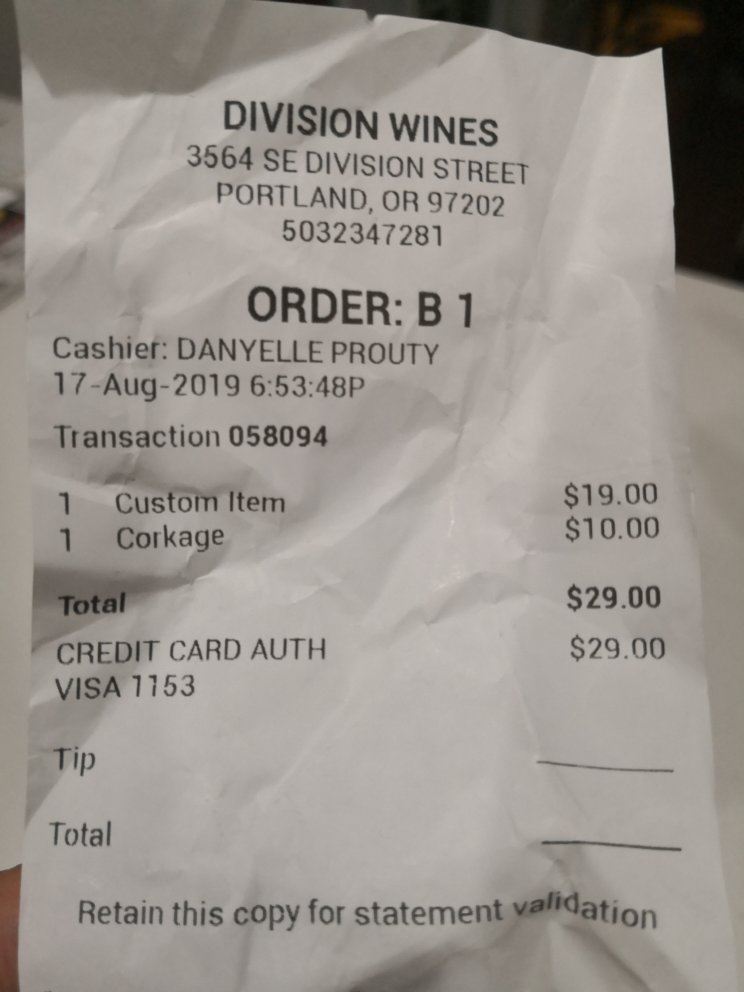 DIVISION WINES
3564 SE DIVISION STREET
PORTLAND, OR 97202
5032347281
ORDER: B 1
Cashier: DANYELLE PROUTY
17-Aug-2019 6:53:48P
Transaction 058094
1 Custom Item $19.00
1 Corkage $10.00
Total $29.00
CREDIT CARD AUTH $29.00
VISA 1153
Tip
Total
Retain this copy for statement validation